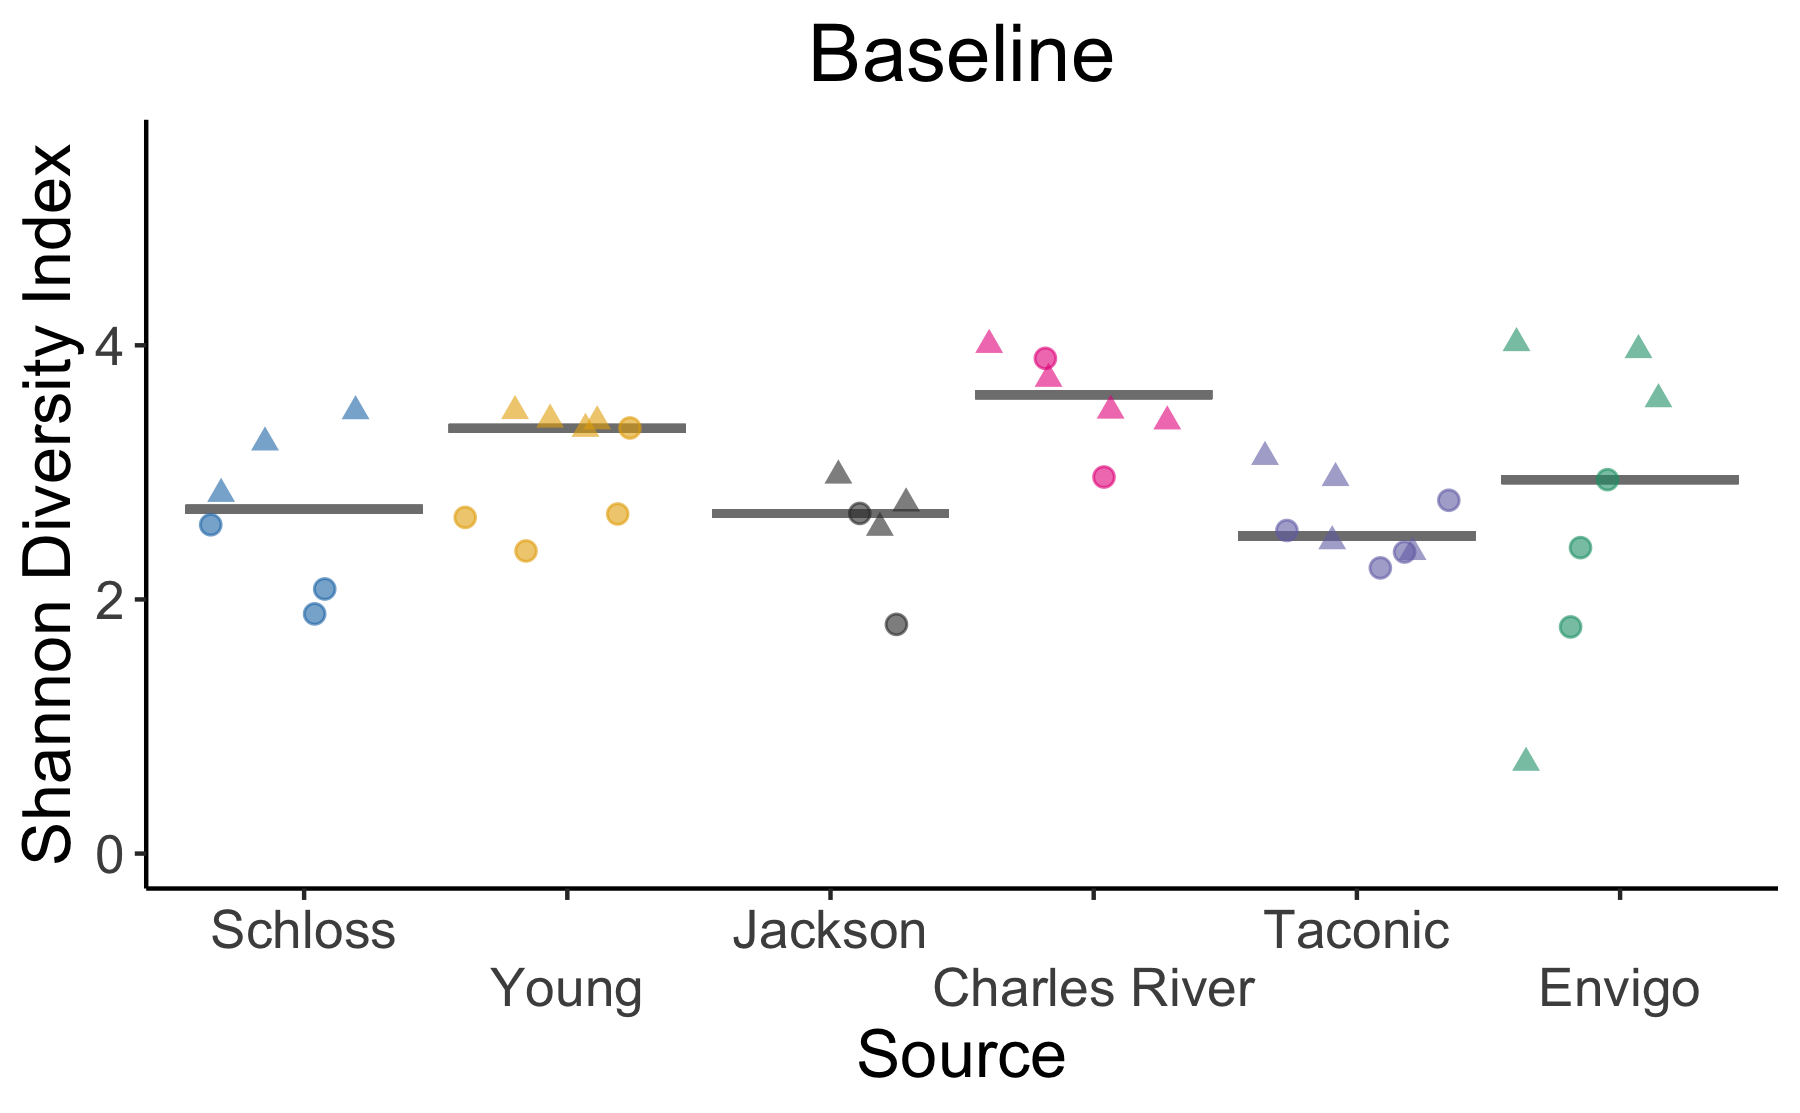 Baseline
Shannon Diversity Index
4
2
0
Schloss
Jackson
Taconic
Young
Charles River
Envigo
Source